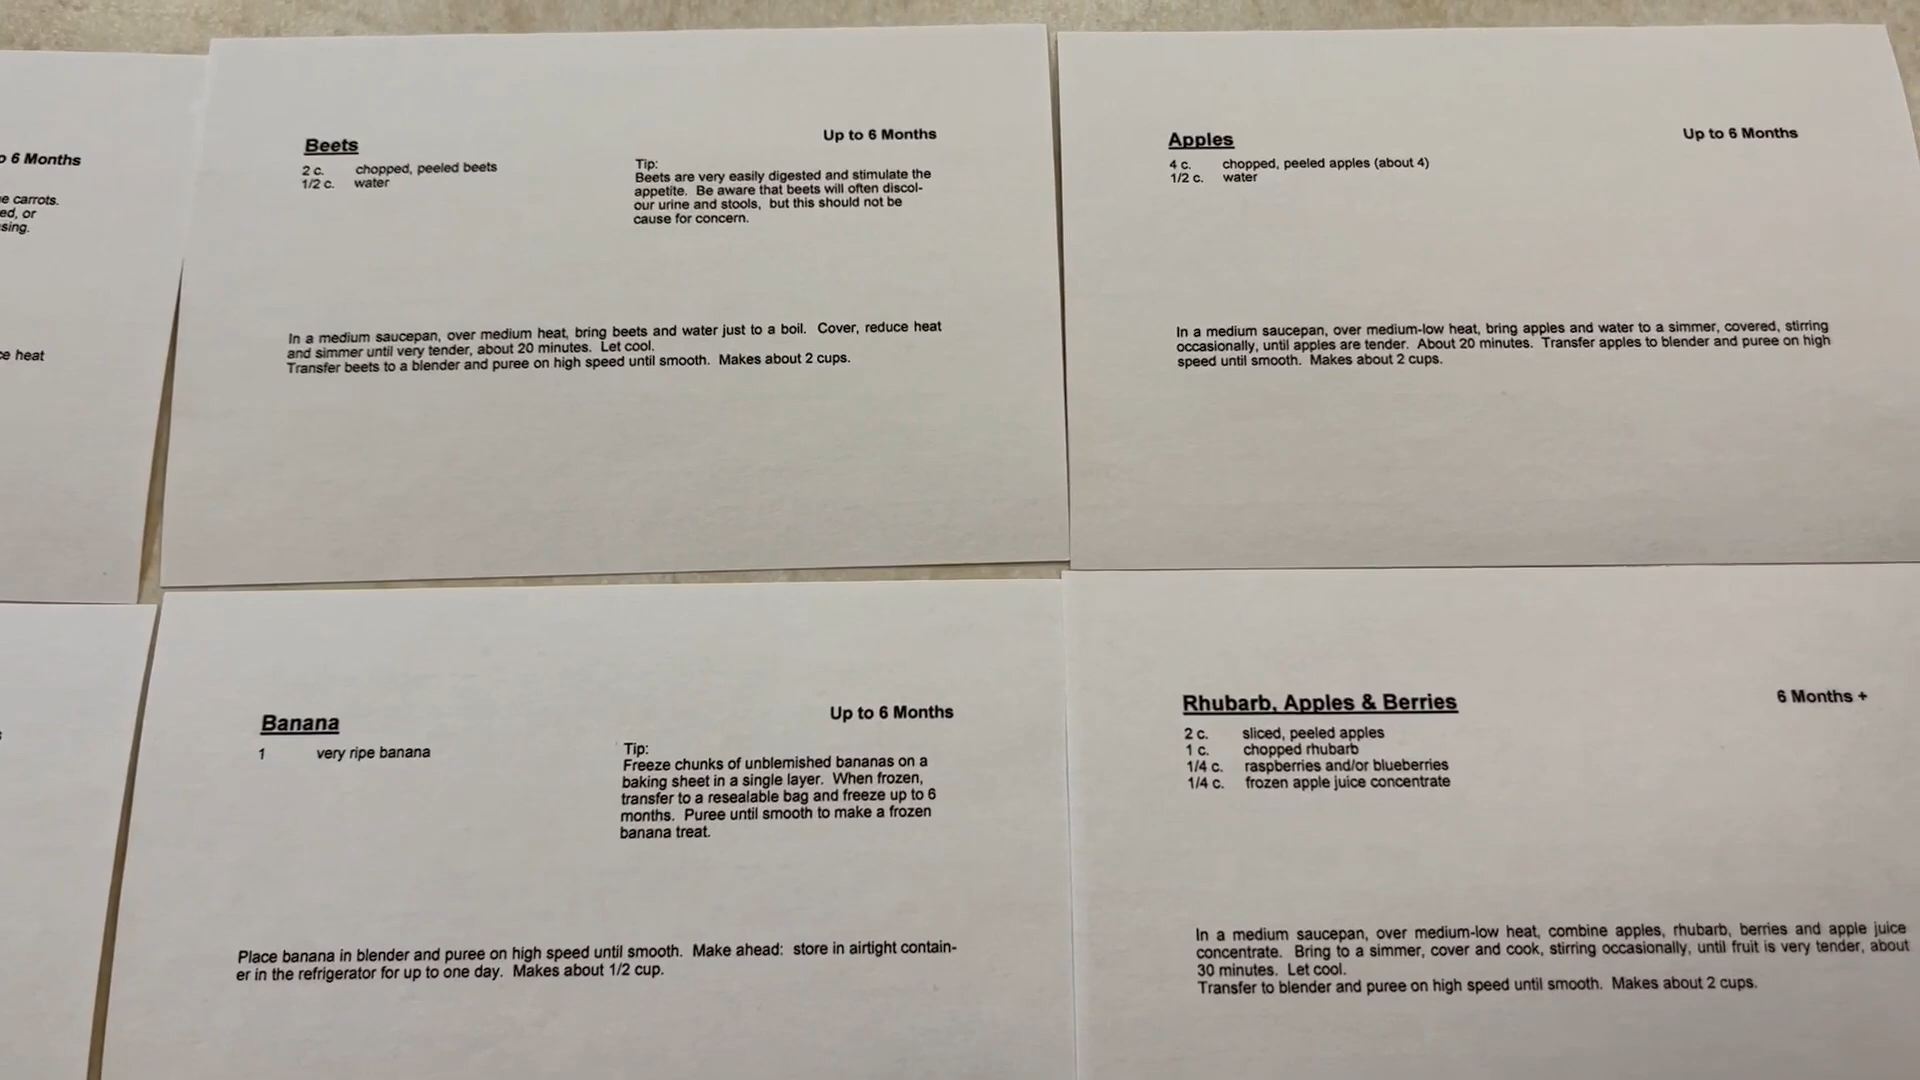 o 6 Months
e carrots.
ed, or
sing.
ce heat
Beets
Up to 6 Months
2 c. chopped, peeled beets
1/2 c. water
Tip:
Beets are very easily digested and stimulate the
appetite. Be aware that beets will often discol-
our urine and stools, but this should not be
cause for concern.
In a medium saucepan, over medium heat, bring beets and water just to a boil. Cover, reduce heat
and simmer until very tender, about 20 minutes. Let cool.
Transfer beets to a blender and puree on high speed until smooth. Makes about 2 cups.
Apples
Up to 6 Months
4 c. chopped, peeled apples (about 4)
1/2 c. water
In a medium saucepan, over medium-low heat, bring apples and water to a simmer, covered, stirring
occasionally, until apples are tender. About 20 minutes. Transfer apples to blender and puree on high
speed until smooth. Makes about 2 cups.
Banana
Up to 6 Months
1 very ripe banana
Tip:
Freeze chunks of unblemished bananas on a
baking sheet in a single layer. When frozen,
transfer to a resealable bag and freeze up to 6
months. Puree until smooth to make a frozen
banana treat.
Place banana in blender and puree on high speed until smooth. Make ahead: store in airtight contain-
er in the refrigerator for up to one day. Makes about 1/2 cup.
Rhubarb, Apples & Berries
6 Months +
2 c. sliced, peeled apples
1 c. chopped rhubarb
1/4 c. raspberries and/or blueberries
1/4 c. frozen apple juice concentrate
In a medium saucepan, over medium-low heat, combine apples, rhubarb, berries and apple juice
concentrate. Bring to a simmer, cover and cook, stirring occasionally, until fruit is very tender, about
30 minutes. Let cool.
Transfer to blender and puree on high speed until smooth. Makes about 2 cups.